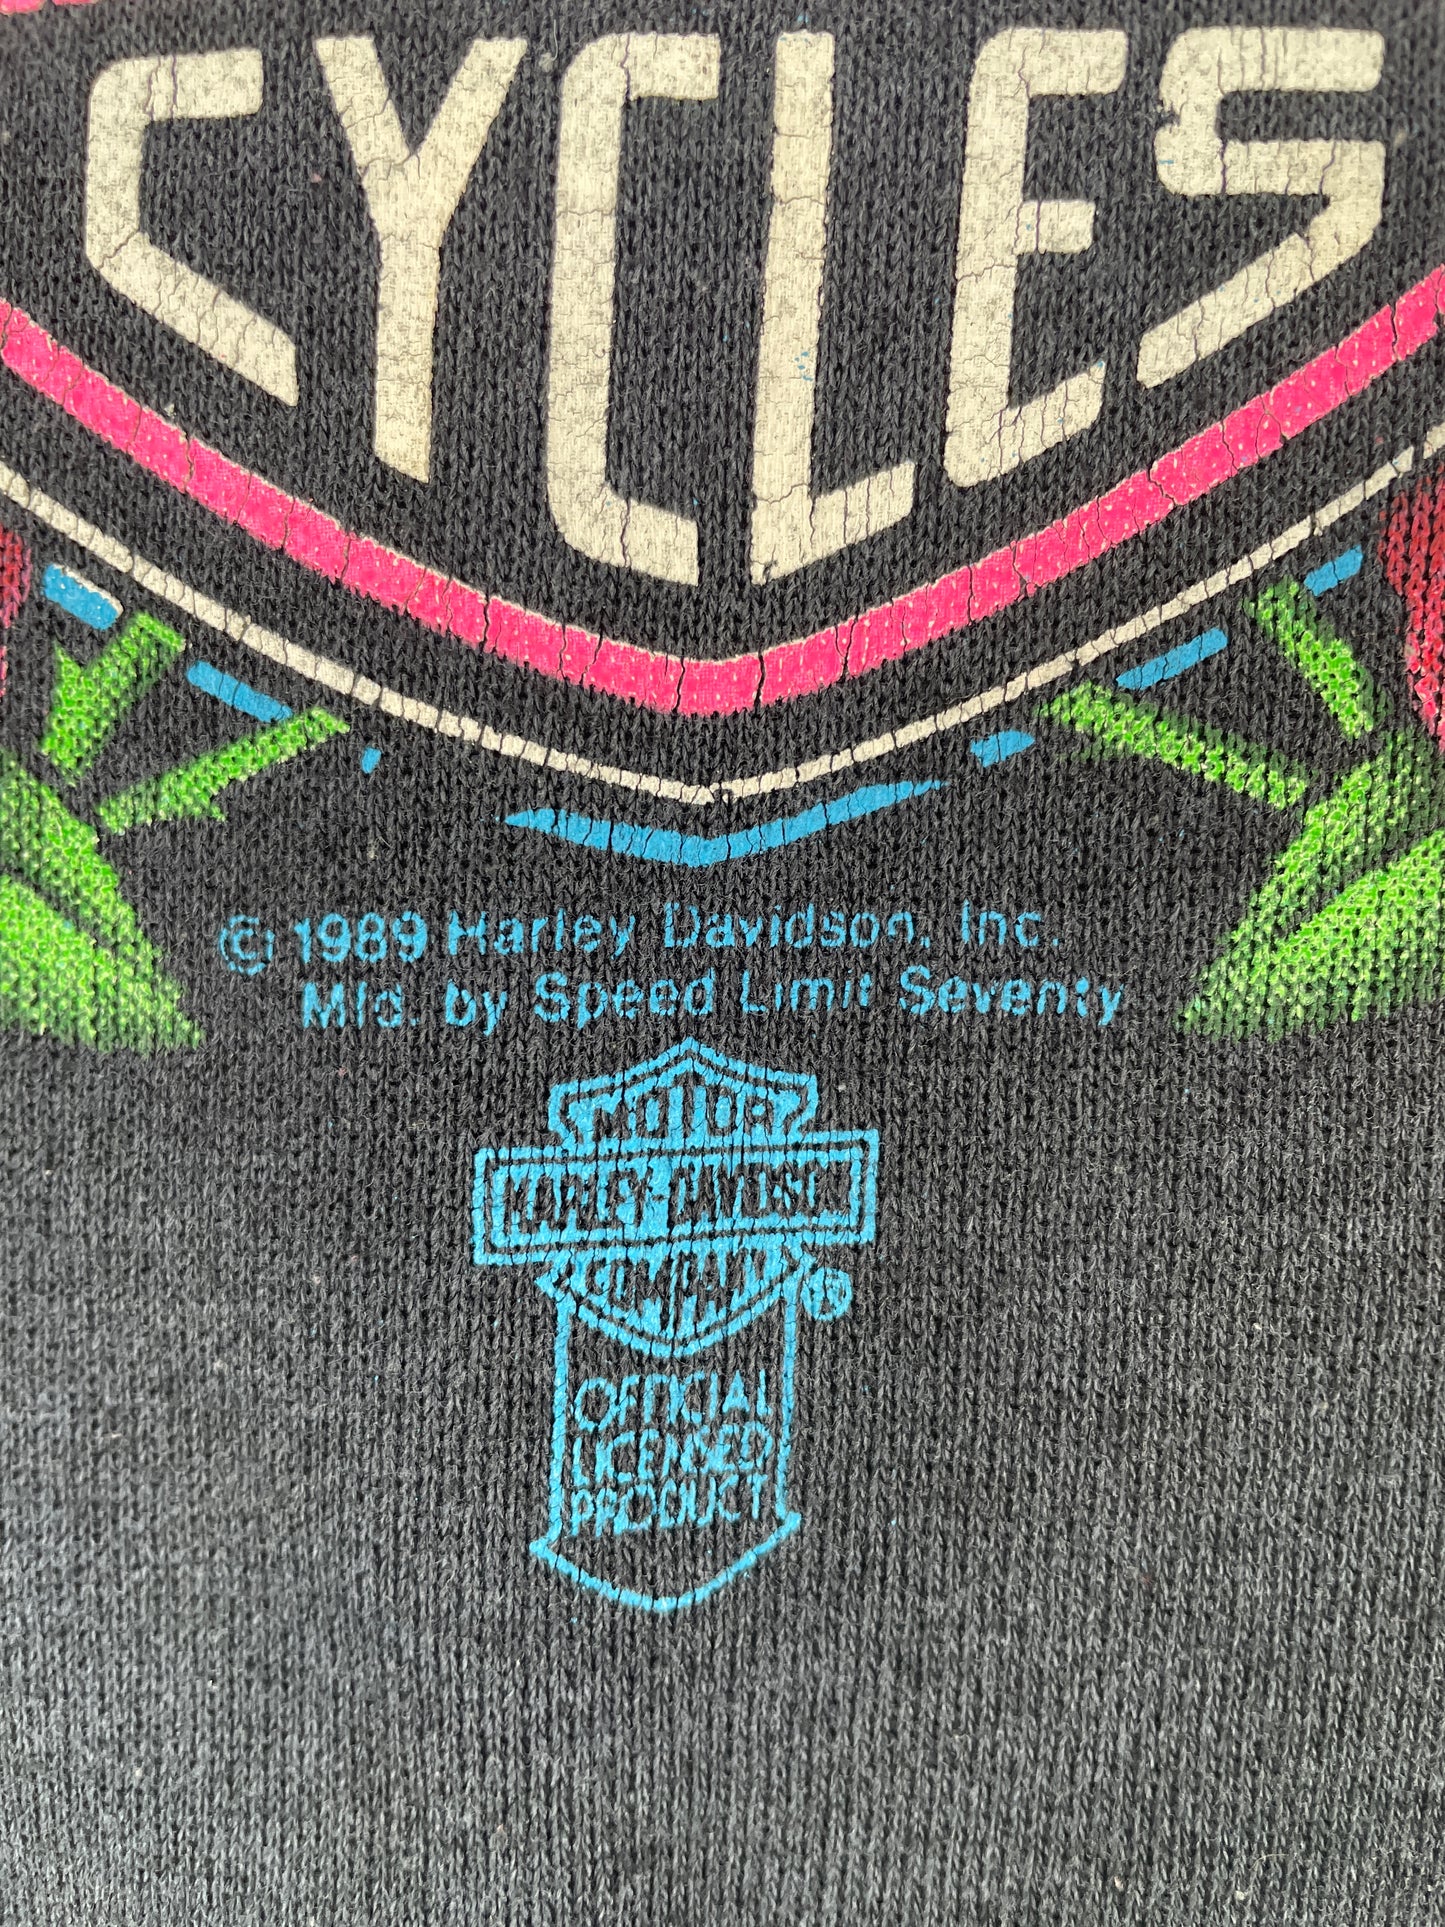 CYCLES
© 1989 Harley Davidson, Inc.
Mfd. by Speed Limit Seventy
MOTOR
HARLEY-DAVIDSON
COMPANY
®
OFFICIAL
LICENSED
PRODUCT